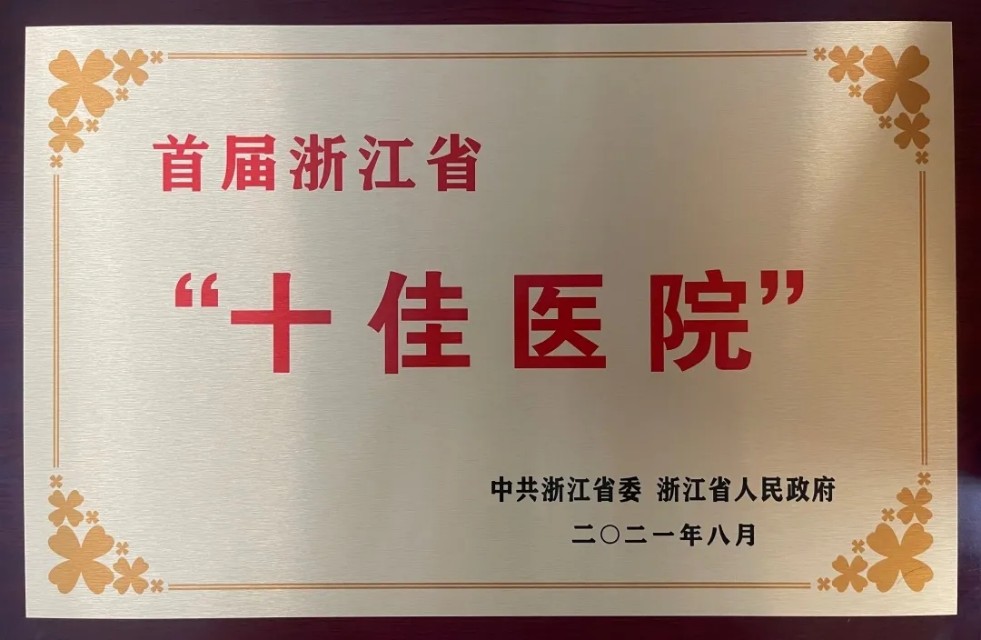 首届浙江省
“十佳医院”
中共浙江省委 浙江省人民政府
二〇二一年八月